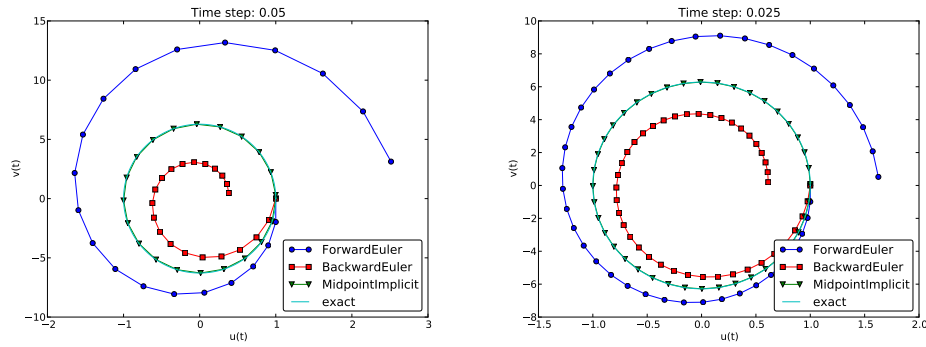 Time step: 0.05
15
10
5
0
−5
−10
v(t)
−2
−1
0
1
2
3
u(t)
ForwardEuler
BackwardEuler
MidpointImplicit
exact
Time step: 0.025
10
8
6
4
2
0
−2
−4
−6
−8
v(t)
−1.5
−1.0
−0.5
0.0
0.5
1.0
1.5
2.0
u(t)
ForwardEuler
BackwardEuler
MidpointImplicit
exact